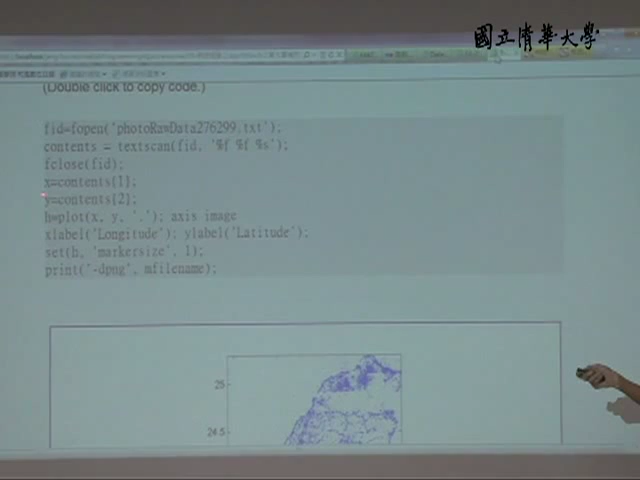 國立清華大學
(Double click to copy code.)
fid=fopen('photoRawData276299.txt');
contents = textscan(fid, '%f %f %s');
fclose(fid);
x=contents{1};
y=contents{2};
h=plot(x, y, '.'); axis image
xlabel('Longitude'); ylabel('Latitude');
set(h, 'markersize', 1);
print('-dpng', mfilename);
25
24.5